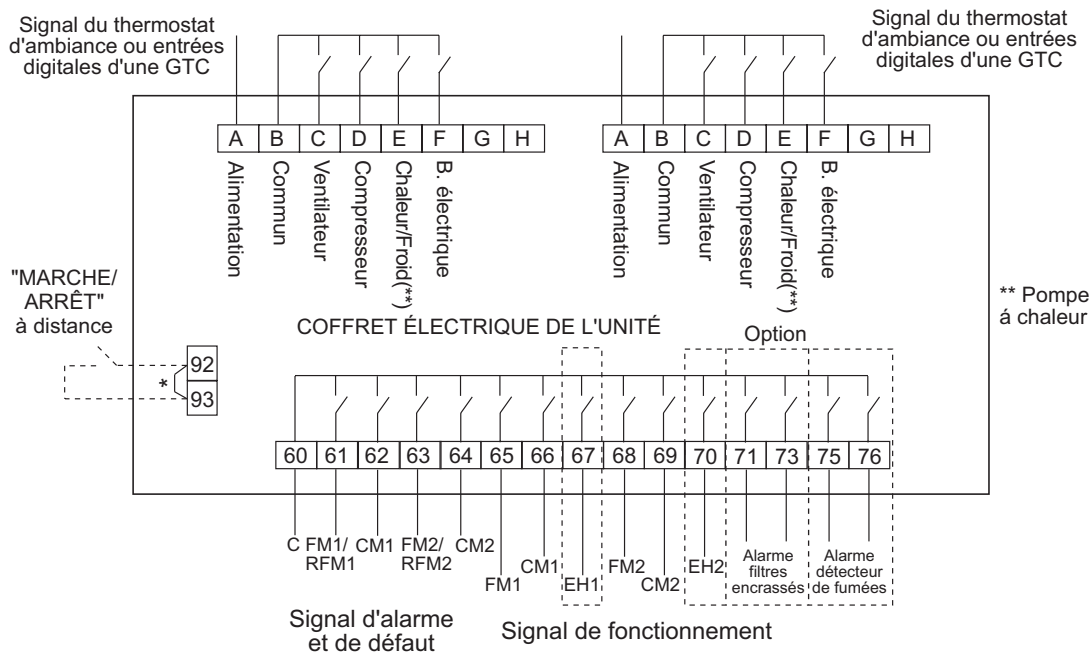 Signal du thermostat
d'ambiance ou entrées
digitales d'une GTC
Signal du thermostat
d'ambiance ou entrées
digitales d'une GTC
A B C D E F G H
A B C D E F G H
Alimentation
Commun
Ventilateur
Compresseur
Chaleur/Froid(**)
B. électrique
Alimentation
Commun
Ventilateur
Compresseur
Chaleur/Froid(**)
B. électrique
"MARCHE/
ARRÊT"
à distance
** Pompe
á chaleur
COFFRET ÉLECTRIQUE DE L'UNITÉ
Option
92
*
93
60 61 62 63 64 65 66 67 68 69 70 71 73 75 76
C
FM1/
RFM1
CM1
FM2/
RFM2
CM2
FM1
CM1
EH1
FM2
CM2
EH2
Alarme
filtres
encrassés
Alarme
détecteur
de fumées
Signal d'alarme
et de défaut
Signal de fonctionnement